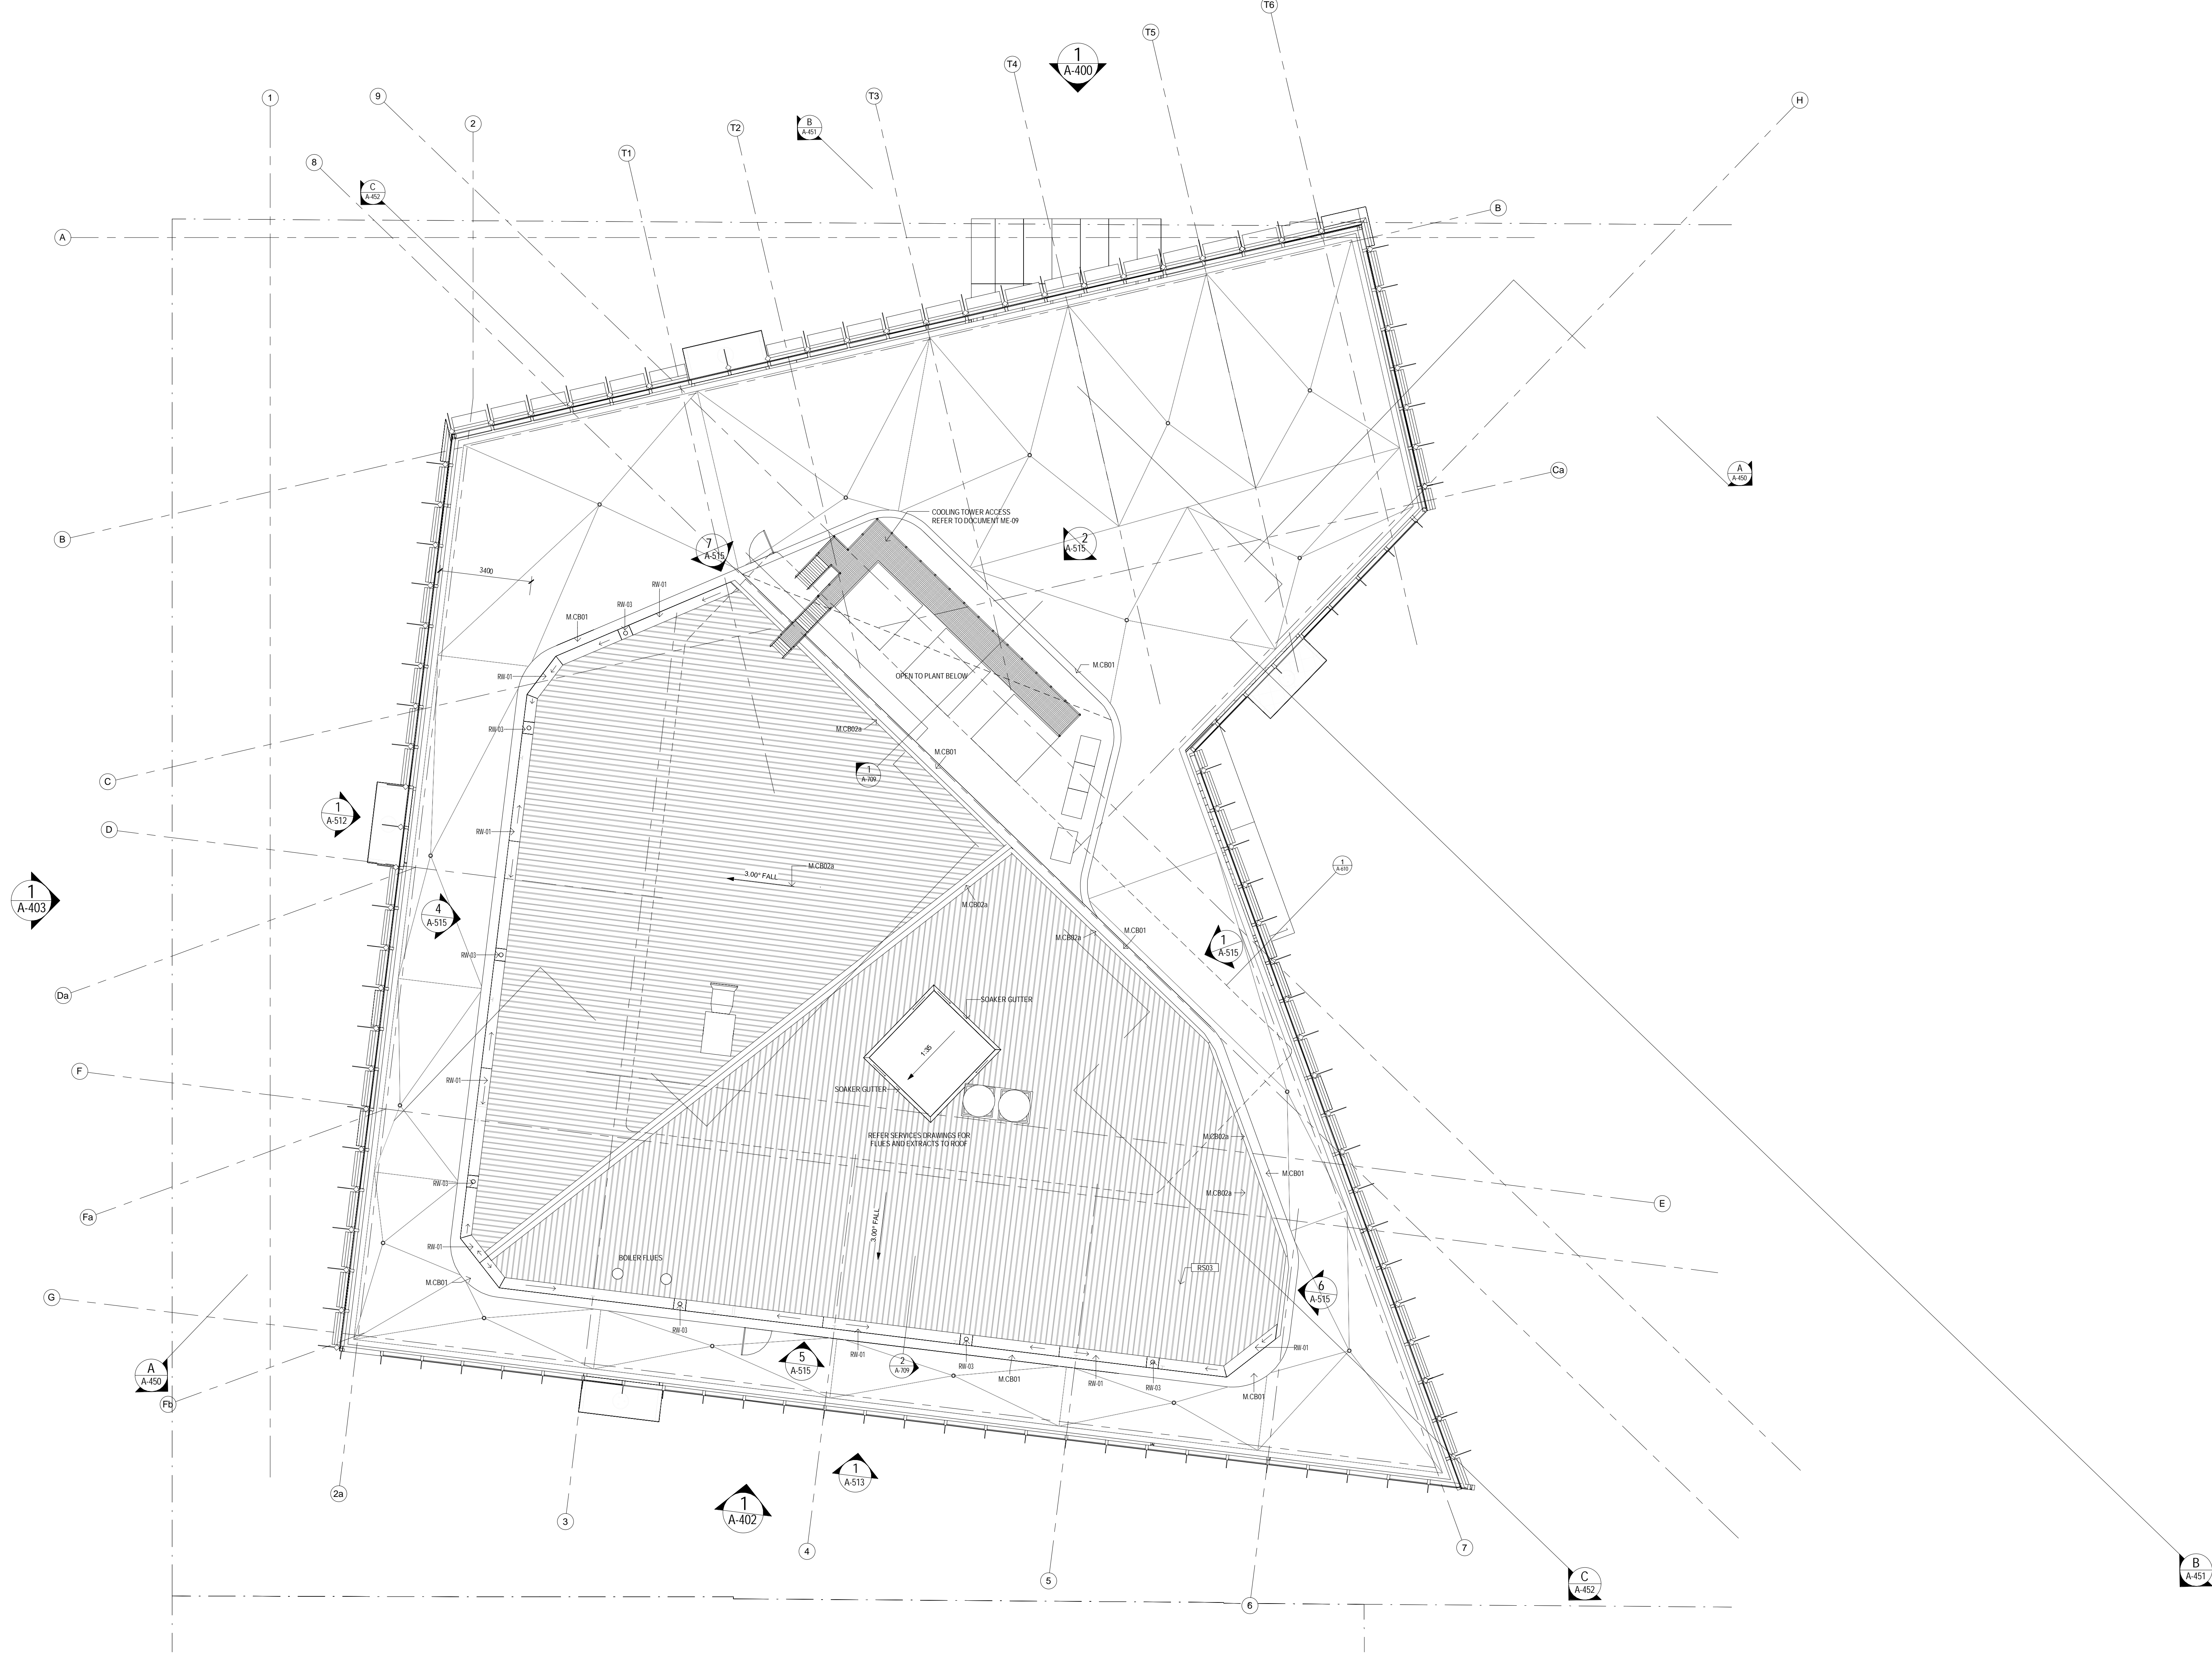 T6
T5
1
A-400
T4
T3
9
1
H
2
T2
B
A-451
T1
8
C
A-452
B
A
Ca
A
A-450
COOLING TOWER ACCESS
REFER TO DOCUMENT ME-09
B
7
A-515
2
A-515
3400
RW-01
RW-03
M.CB01
M.CB01
RW-01
OPEN TO PLANT BELOW
RW-03
M.CB02a
M.CB01
1
A-709
C
1
A-512
D
RW-01
M.CB02a
3.00° FALL
1
A-610
1
A-403
M.CB02a
4
A-515
M.CB01
M.CB02a
1
A-515
RW-03
Da
SOAKER GUTTER
1:35
F
RW-01
SOAKER GUTTER
REFER SERVICES DRAWINGS FOR
FLUES AND EXTRACTS TO ROOF
M.CB02a
M.CB01
RW-03
M.CB02a
E
Fa
3.00° FALL
RW-01
BOILER FLUES
RS03
M.CB01
6
A-515
G
RW-03
RW-01
RW-01
5
A-515
2
A-709
RW-03
M.CB01
RW-01
RW-03
M.CB01
A
A-450
Fb
1
A-513
2a
1
A-402
3
4
7
B
A-451
5
C
A-452
6